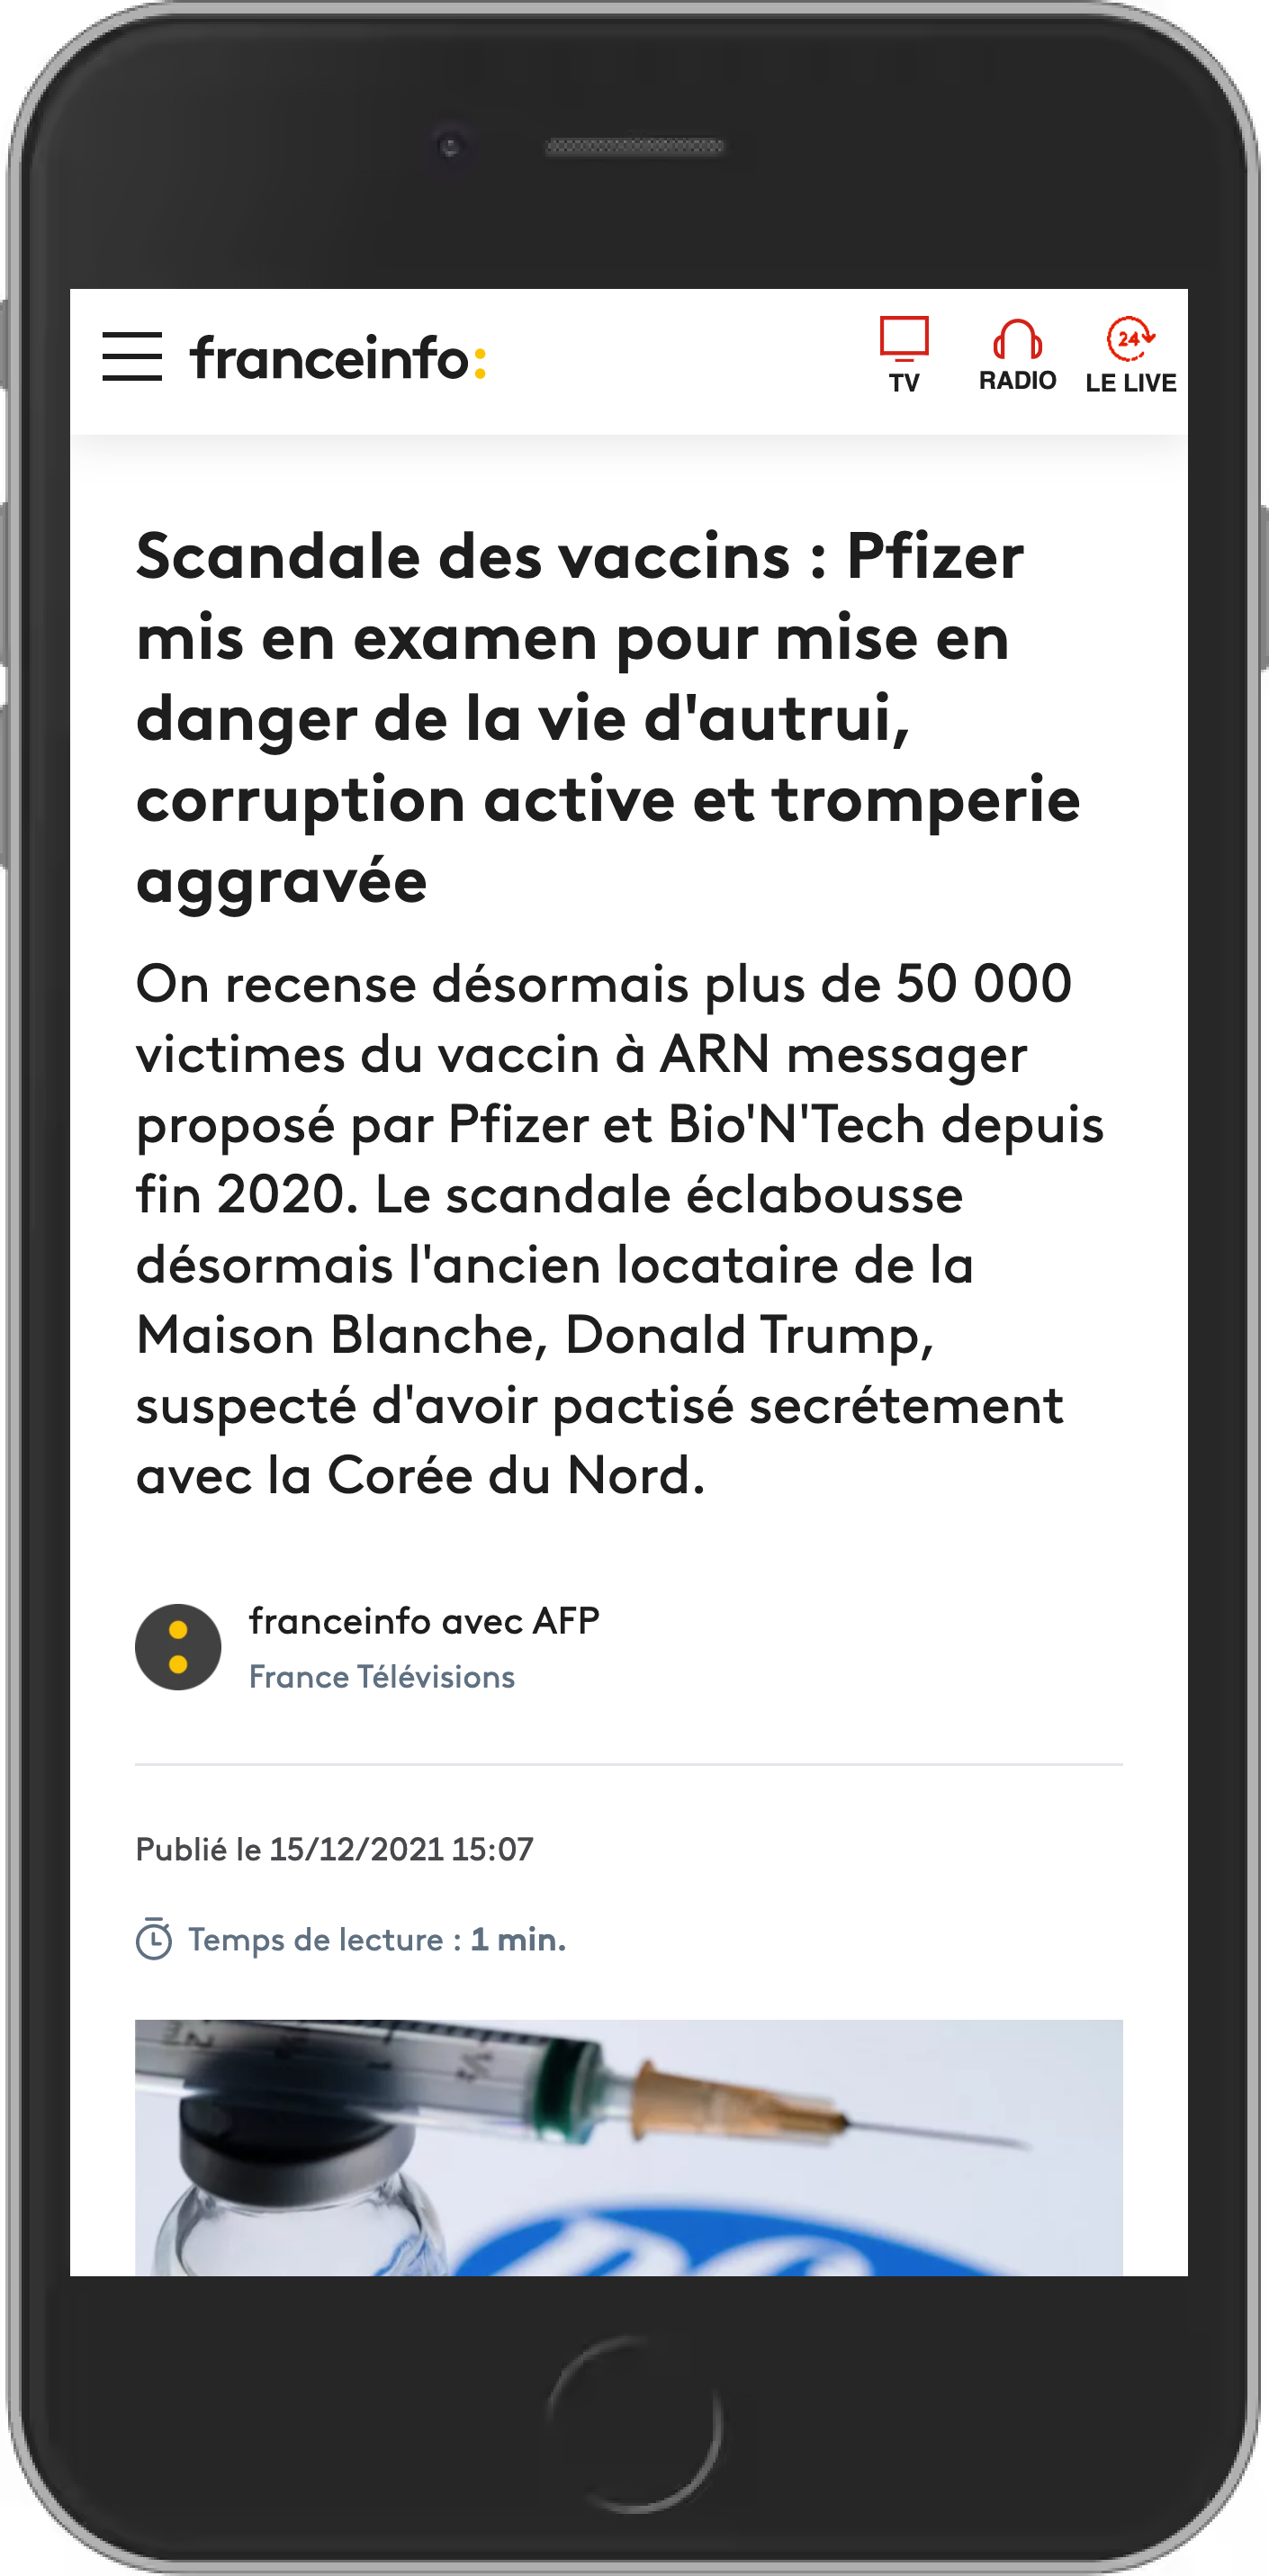 franceinfo:
TV
RADIO
24
LE LIVE
Scandale des vaccins : Pfizer
mis en examen pour mise en
danger de la vie d'autrui,
corruption active et tromperie
aggravée
On recense désormais plus de 50 000
victimes du vaccin à ARN messager
proposé par Pfizer et Bio'N'Tech depuis
fin 2020. Le scandale éclabousse
désormais l'ancien locataire de la
Maison Blanche, Donald Trump,
suspecté d'avoir pactisé secrétement
avec la Corée du Nord.
franceinfo avec AFP
France Télévisions
Publié le 15/12/2021 15:07
Temps de lecture : 1 min.